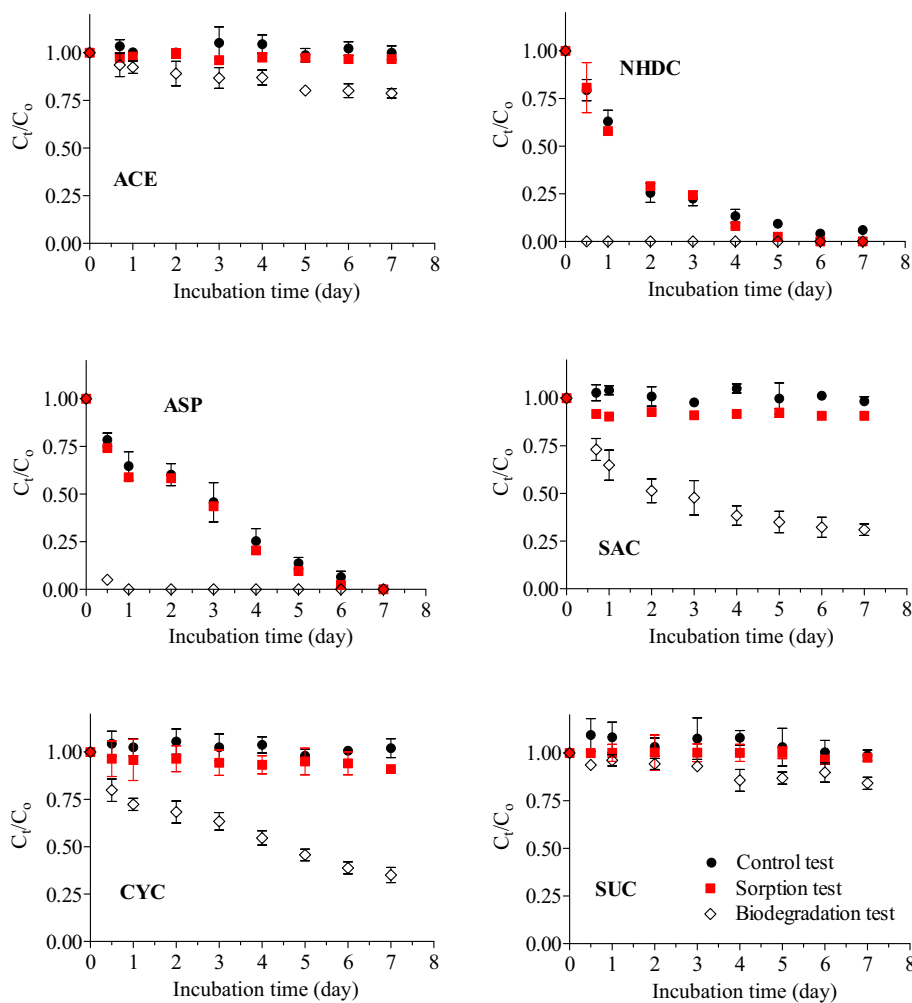 1.00
0.75
0.50
0.25
0.00
Cₜ/Cₒ
ACE
0 1 2 3 4 5 6 7 8
Incubation time (day)
1.00
0.75
0.50
0.25
0.00
Cₜ/Cₒ
NHDC
0 1 2 3 4 5 6 7 8
Incubation time (day)
1.00
0.75
0.50
0.25
0.00
Cₜ/Cₒ
ASP
0 1 2 3 4 5 6 7 8
Incubation time (day)
1.00
0.75
0.50
0.25
0.00
Cₜ/Cₒ
SAC
0 1 2 3 4 5 6 7 8
Incubation time (day)
1.00
0.75
0.50
0.25
0.00
Cₜ/Cₒ
CYC
0 1 2 3 4 5 6 7 8
Incubation time (day)
1.00
0.75
0.50
0.25
0.00
Cₜ/Cₒ
SUC
Control test
Sorption test
Biodegradation test
0 1 2 3 4 5 6 7 8
Incubation time (day)